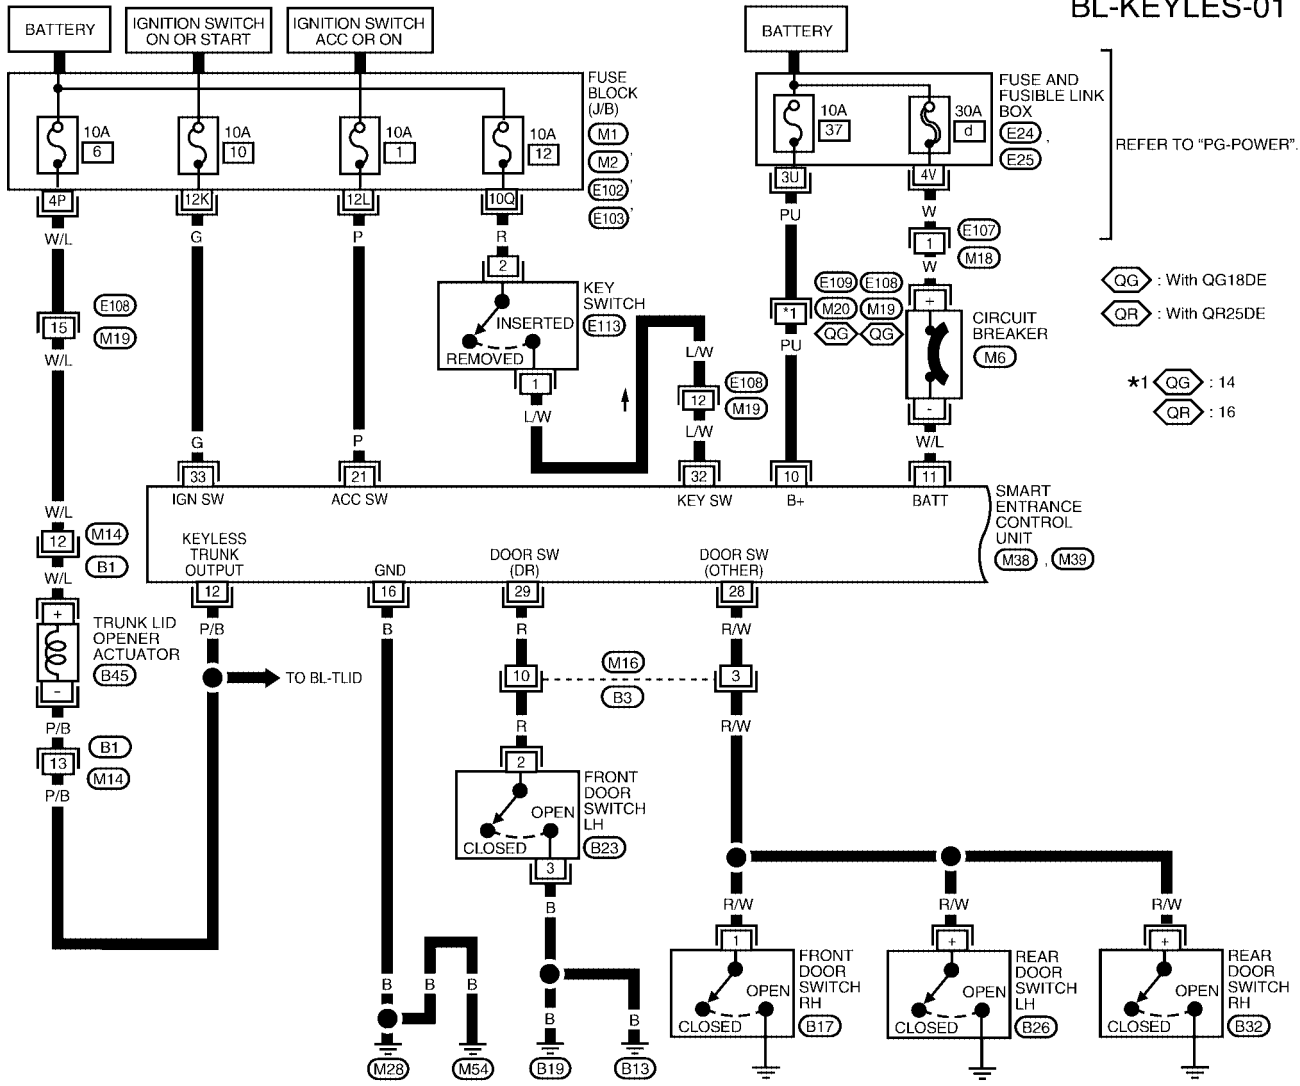 BL-KEYLES-01
BATTERY
IGNITION SWITCH
ON OR START
IGNITION SWITCH
ACC OR ON
BATTERY
FUSE
BLOCK
(J/B)
M1 ,
M2 ,
E102 ,
E103
10A
6
10A
10
10A
1
10A
12
10A
37
30A
d
FUSE AND
FUSIBLE LINK
BOX
E24 ,
E25
REFER TO “PG-POWER”.
4P
12K
12L
10Q
3U
4V
W/L
G
P
R
PU
W
2
1
E107
M18
W
KEY
SWITCH
E113
INSERTED
REMOVED
1
L/W
15
E108
M19
W/L
L/W
12
E108
M19
L/W
E109
E108
M20
M19
QG
QG
*1
PU
+
CIRCUIT
BREAKER
M6
-
W/L
QG : With QG18DE
QR : With QR25DE
*1 QG : 14
QR : 16
G
P
33
21
32
10
11
IGN SW
ACC SW
KEY SW
B+
BATT
SMART
ENTRANCE
CONTROL
UNIT
M38 , M39
KEYLESS
TRUNK
OUTPUT
GND
DOOR SW
(DR)
DOOR SW
(OTHER)
12
16
29
28
W/L
12
M14
B1
W/L
+
TRUNK LID
OPENER
ACTUATOR
B45
-
P/B
13
B1
M14
P/B
P/B
TO BL-TLID
B
R
R/W
10
M16
B3
3
R
R/W
2
FRONT
DOOR
SWITCH
LH
B23
OPEN
CLOSED
3
B
B
B
B
B
B
M28
M54
B19
B13
R/W
R/W
R/W
1
+
+
FRONT
DOOR
SWITCH
RH
B17
OPEN
CLOSED
REAR
DOOR
SWITCH
LH
B26
OPEN
CLOSED
REAR
DOOR
SWITCH
RH
B32
OPEN
CLOSED